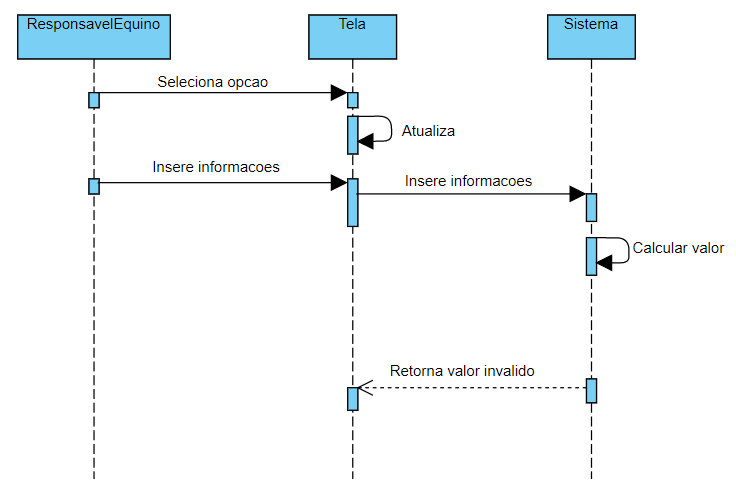 ResponsavelEquino
Tela
Sistema
Seleciona opcao
Atualiza
Insere informacoes
Insere informacoes
Calcular valor
Retorna valor invalido